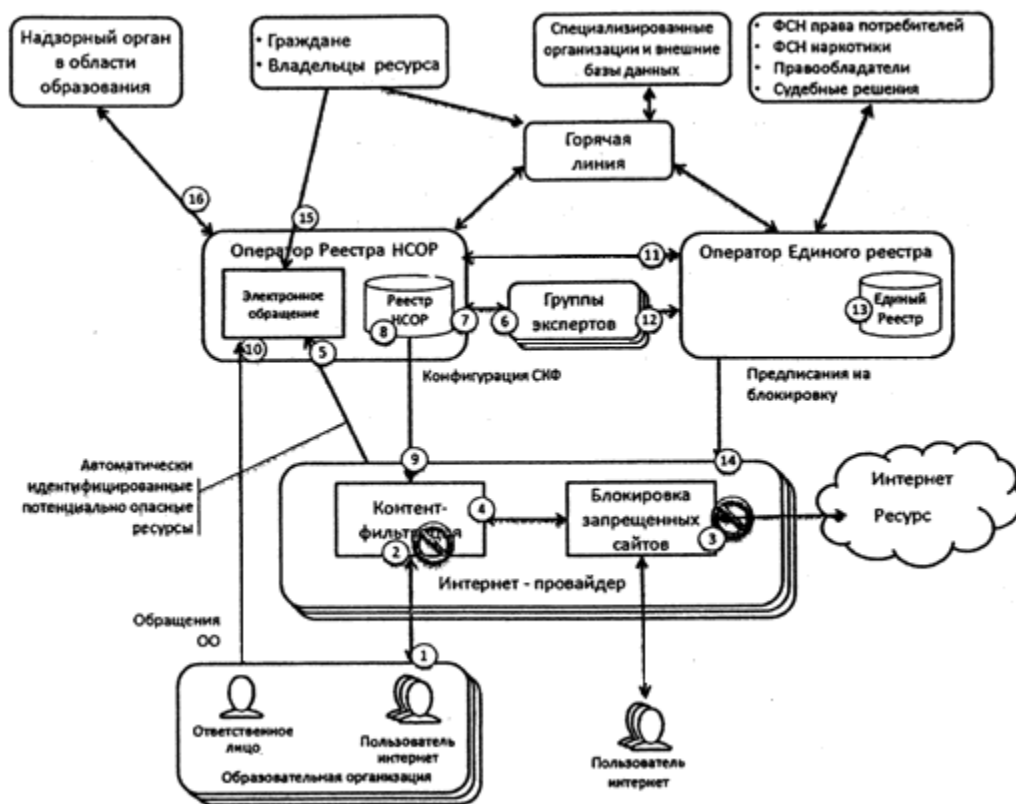 Надзорный орган
в области
образования
• Граждане
• Владельцы ресурса
Специализированные
организации и внешние
базы данных
• ФСН права потребителей
• ФСН наркотики
• Правообладатели
• Судебные решения
Горячая
линия
16
15
Оператор Реестра НСОР
11
Оператор Единого реестра
Электронное
обращение
Реестр
НСОР
8
7
6
Группы
экспертов
12
13
Единый
Реестр
10
5
Конфигурация СКФ
Предписания на
блокировку
Автоматически
идентифицированные
потенциально опасные
ресурсы
9
14
Контент-
фильтрация
2
4
Блокировка
запрещенных
сайтов
3
Интернет
Ресурс
Интернет - провайдер
Обращения
ОО
1
Ответственное
лицо
Пользователь
интернет
Образовательная организация
Пользователь
интернет